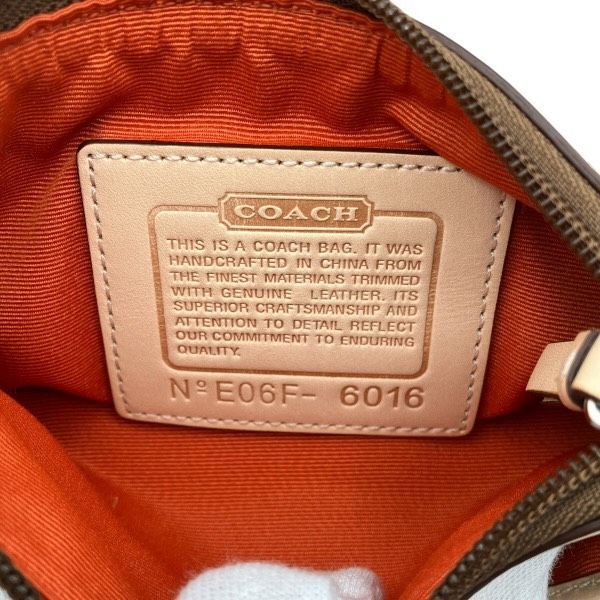 COACH
THIS IS A COACH BAG. IT WAS
HANDCRAFTED IN CHINA FROM
THE FINEST MATERIALS TRIMMED
WITH GENUINE LEATHER. ITS
SUPERIOR CRAFTSMANSHIP AND
ATTENTION TO DETAIL REFLECT
OUR COMMITMENT TO ENDURING
QUALITY.
Nº E06F- 6016